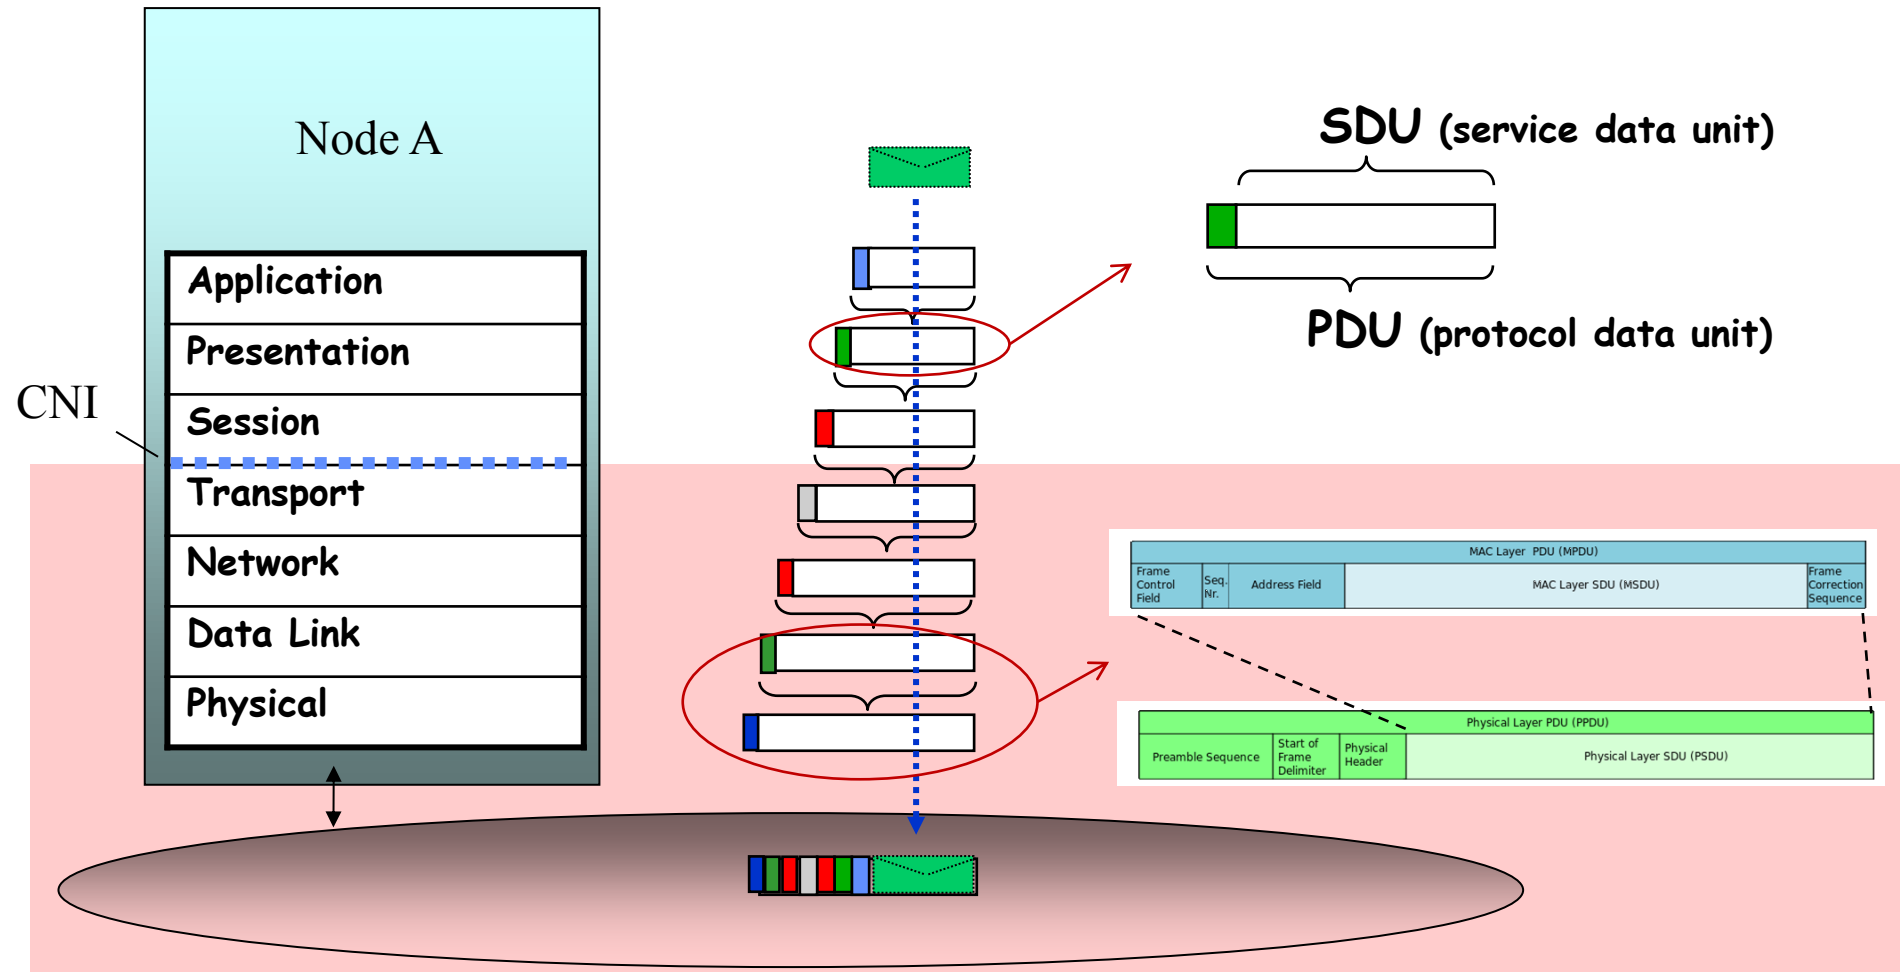 Node A
Application
Presentation
Session
Transport
Network
Data Link
Physical
CNI
SDU (service data unit)
PDU (protocol data unit)
MAC Layer PDU (MPDU)
Frame
Control
Field
Seq.
Nr.
Address Field
MAC Layer SDU (MSDU)
Frame
Correction
Sequence
Physical Layer PDU (PPDU)
Preamble Sequence
Start of
Frame
Delimiter
Physical
Header
Physical Layer SDU (PSDU)